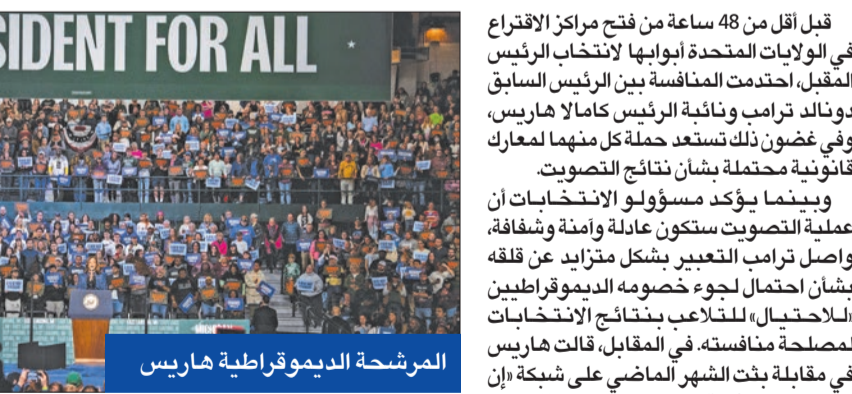 قبل أقل من 48 ساعة من فتح مراكز الاقتراع
في الولايات المتحدة أبوابها لانتخاب الرئيس
المقبل، احتدمت المنافسة بين الرئيس السابق
دونالد ترامب ونائبة الرئيس كامالا هاريس،
وفي غضون ذلك تستعد حملة كل منهما لمعارك
قانونية محتملة بشأن نتائج التصويت.
وبينما يؤكد مسؤولو الانتخابات أن
عملية التصويت ستكون عادلة وآمنة وشفافة،
واصل ترامب التعبير بشكل متزايد عن قلقه
بشأن احتمال لجوء خصومه الديموقراطيين
«للاحتيال» للتلاعب بنتائج الانتخابات
لمصلحة منافسته. في المقابل، قالت هاريس
في مقابلة بثت الشهر الماضي على شبكة «إن
SIDENT FOR ALL
المرشحة الديموقراطية هاريس